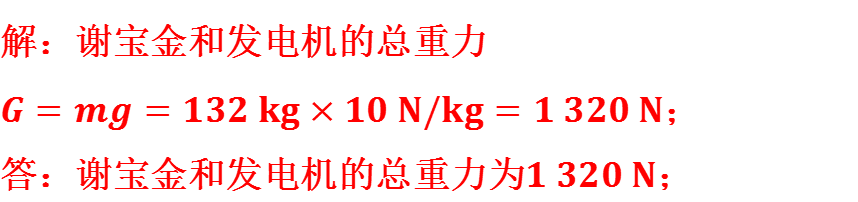 解：谢宝金和发电机的总重力
G = mg = 132 kg × 10 N/kg = 1 320 N；
答：谢宝金和发电机的总重力为1 320 N；